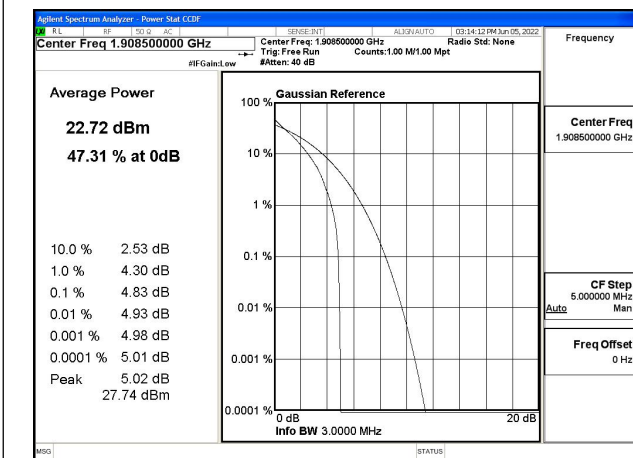 Agilent Spectrum Analyzer - Power Stat CCDF
RL RF 50 Ω AC SENSE:INT ALIGN AUTO 03:14:12 PM Jun 05, 2022
Center Freq 1.908500000 GHz
Center Freq: 1.908500000 GHz Radio Std: None
Trig: Free Run Counts:1.00 M/1.00 Mpt
#IFGain:Low #Atten: 40 dB
Frequency
Average Power
22.72 dBm
47.31 % at 0dB
10.0 % 2.53 dB
1.0 % 4.30 dB
0.1 % 4.83 dB
0.01 % 4.93 dB
0.001 % 4.98 dB
0.0001 % 5.01 dB
Peak 5.02 dB
27.74 dBm
Gaussian Reference
100 %
10 %
1 %
0.1 %
0.01 %
0.001 %
0.0001 %
0 dB 20 dB
Info BW 3.0000 MHz
Center Freq
1.908500000 GHz
CF Step
5.000000 MHz
Auto Man
Freq Offset
0 Hz
MSG STATUS